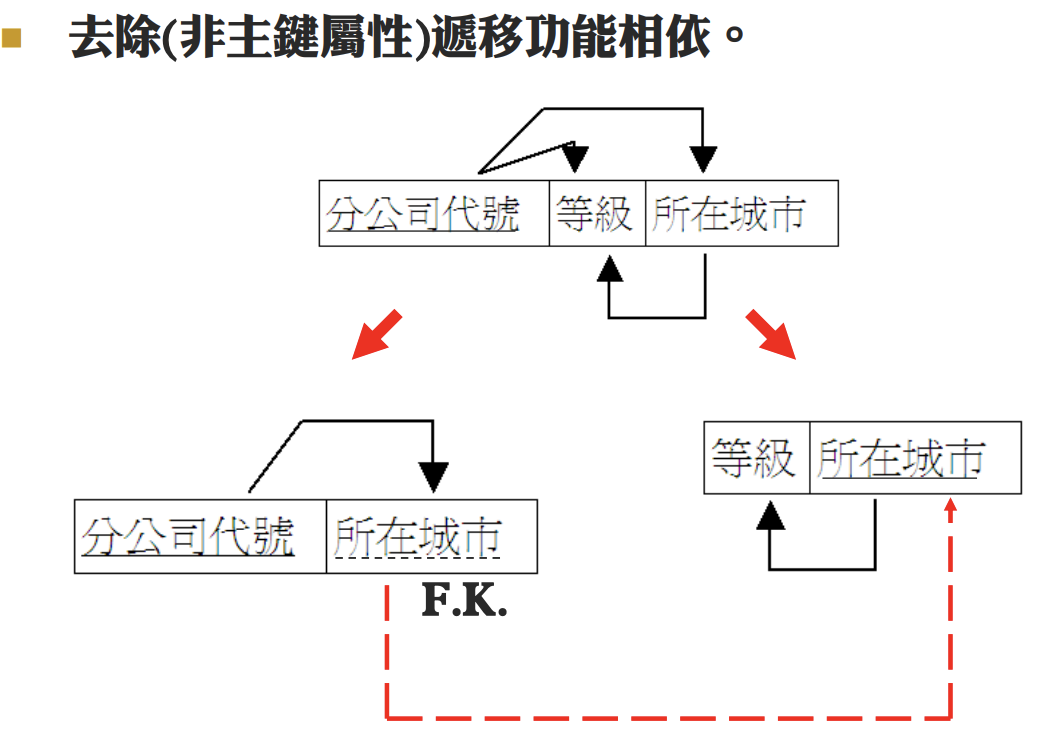 去除(非主鍵屬性)遞移功能相依。
分公司代號 等級 所在城市
等級 所在城市
分公司代號 所在城市
F.K.